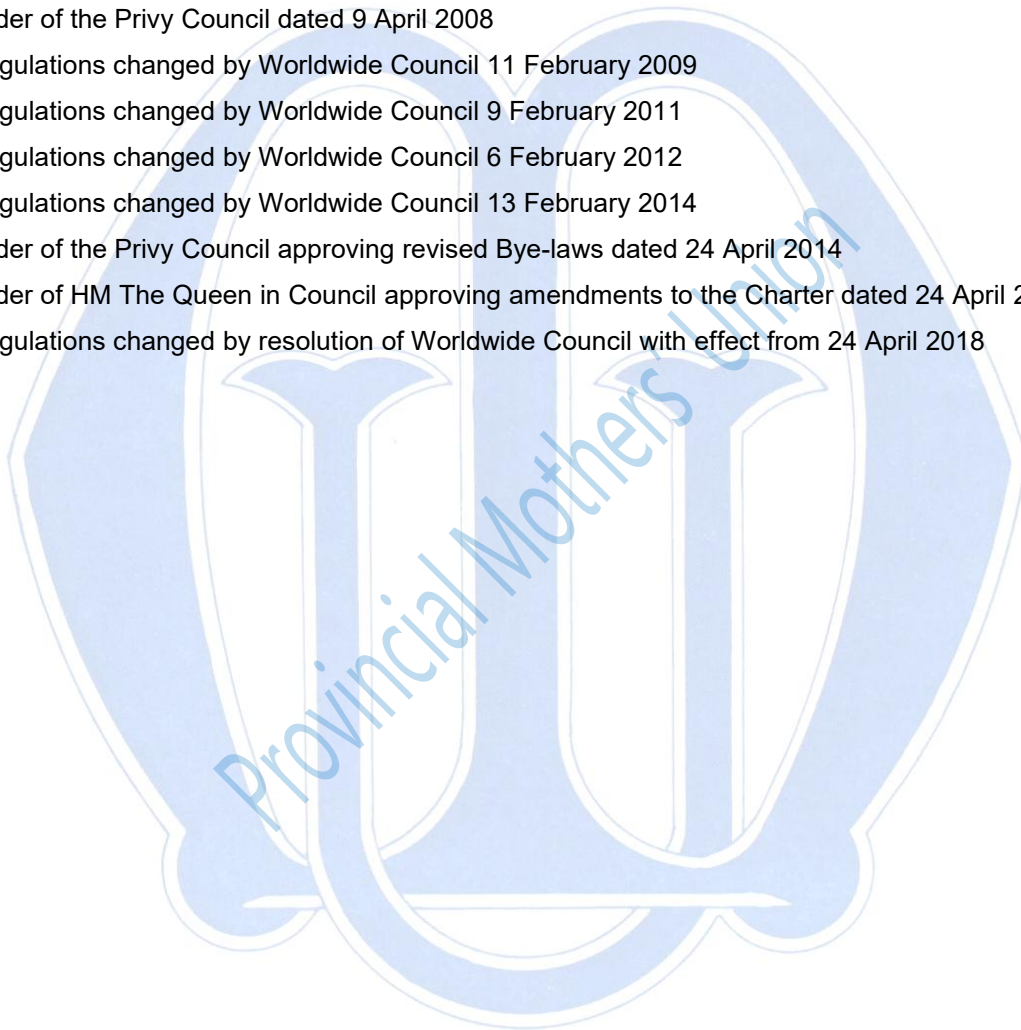 der of the Privy Council dated 9 April 2008
gulations changed by Worldwide Council 11 February 2009
gulations changed by Worldwide Council 9 February 2011
gulations changed by Worldwide Council 6 February 2012
gulations changed by Worldwide Council 13 February 2014
der of the Privy Council approving revised Bye-laws dated 24 April 2014
der of HM The Queen in Council approving amendments to the Charter dated 24 April 2
gulations changed by resolution of Worldwide Council with effect from 24 April 2018
Provincial Mothers' Union